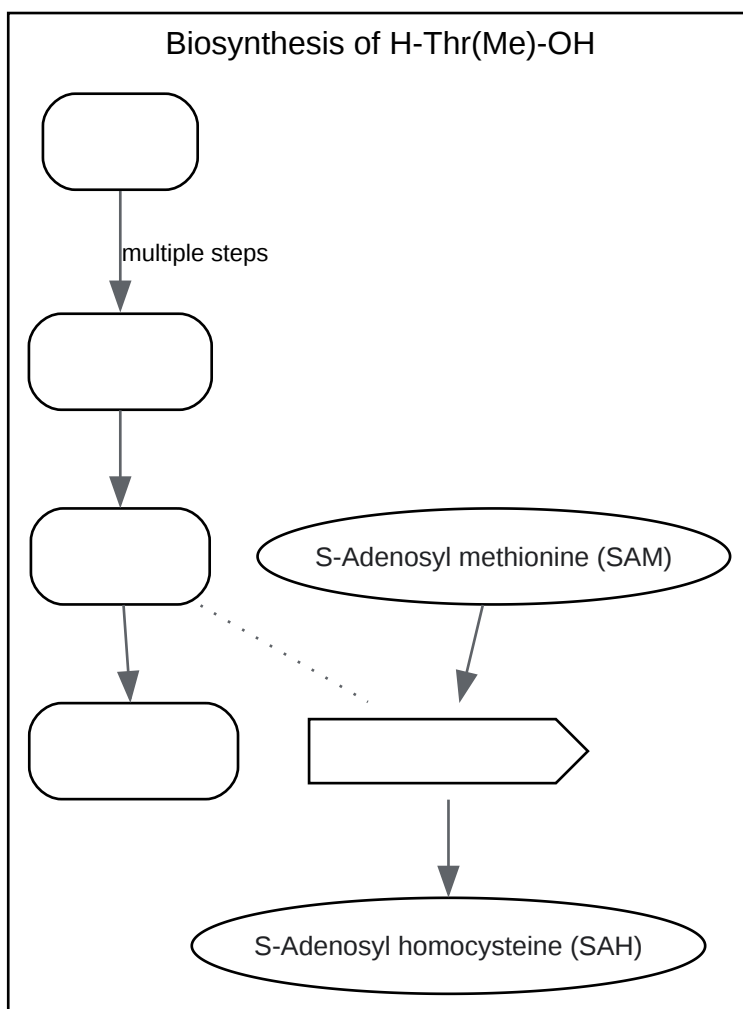 Biosynthesis of H-Thr(Me)-OH
multiple steps
S-Adenosyl methionine (SAM)
S-Adenosyl homocysteine (SAH)